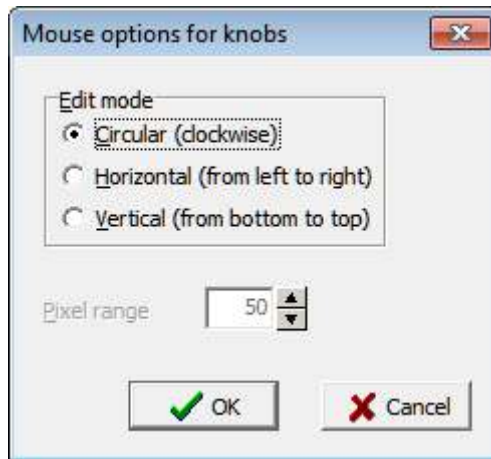 Mouse options for knobs
Edit mode
Circular (clockwise)
Horizontal (from left to right)
Vertical (from bottom to top)
Pixel range 50
OK Cancel